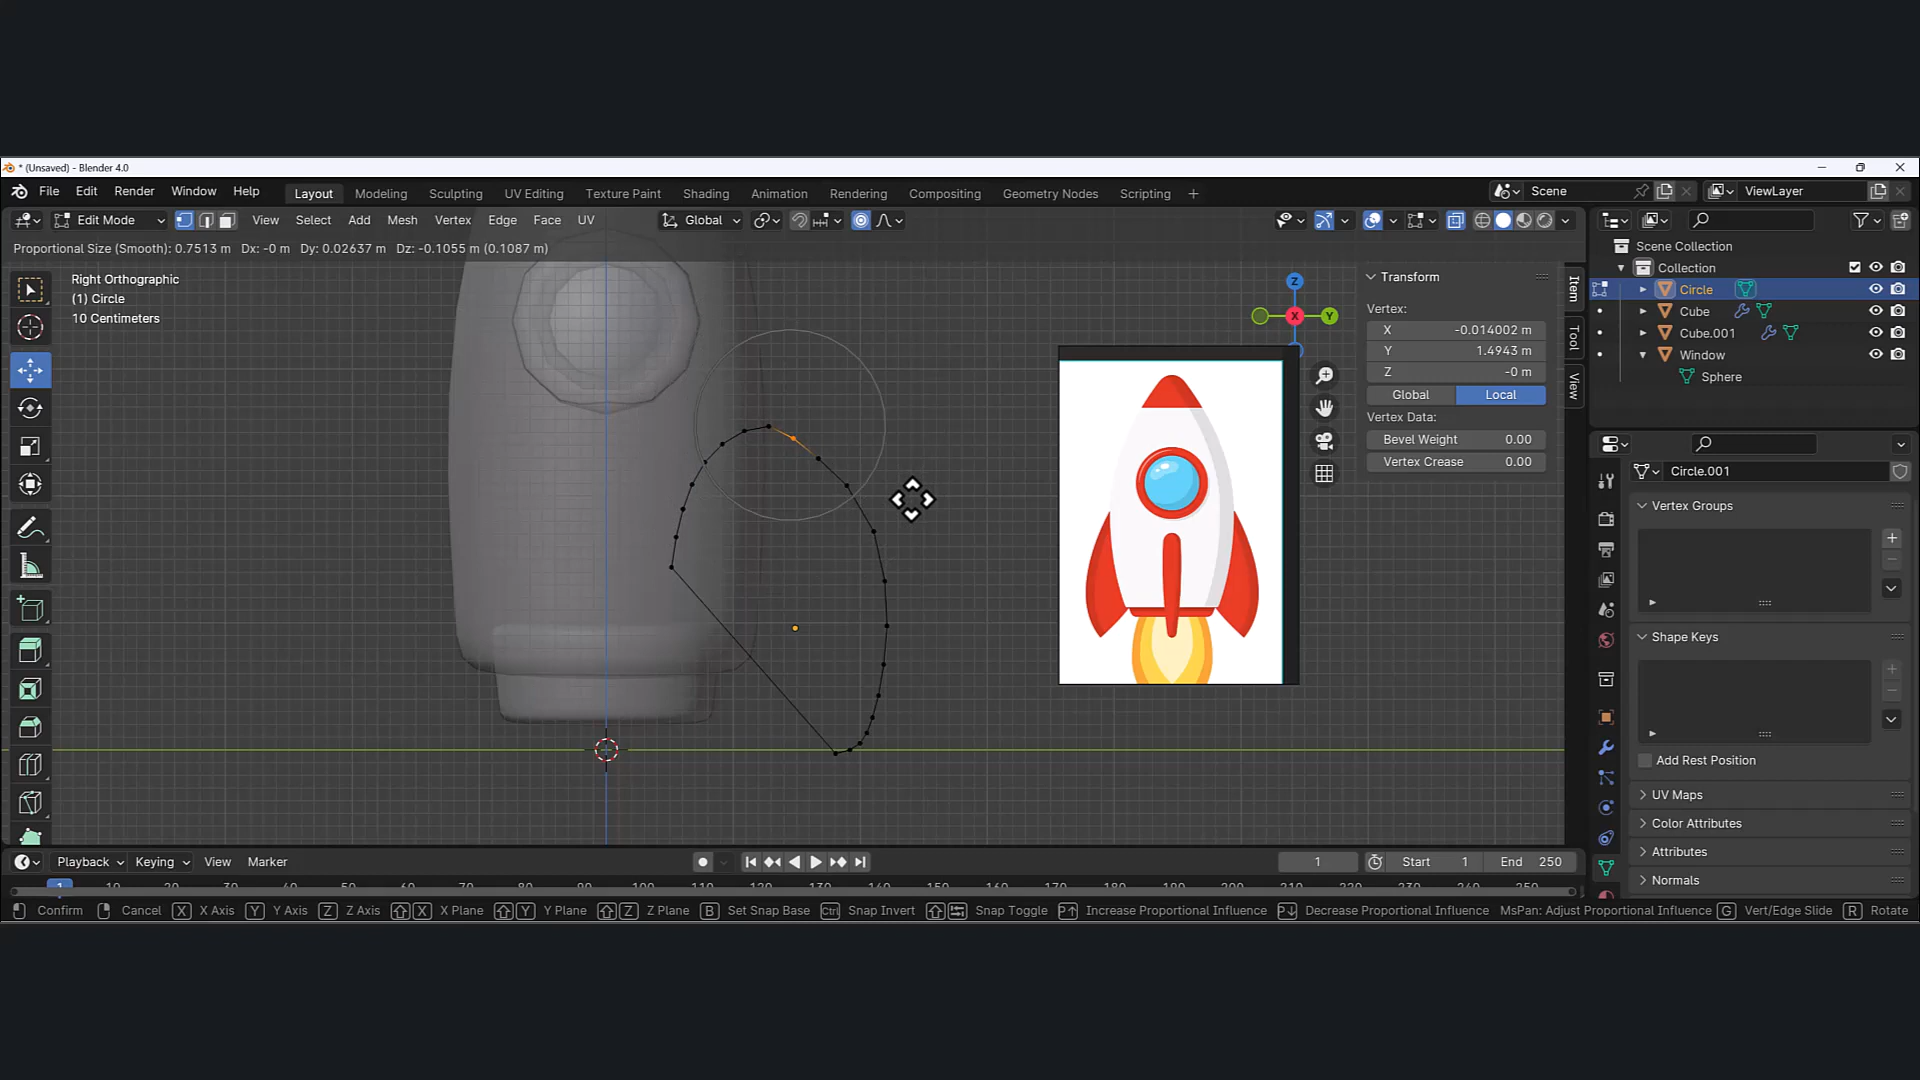 * (Unsaved) - Blender 4.0
File Edit Render Window Help Layout Modeling Sculpting UV Editing Texture Paint Shading Animation Rendering Compositing Geometry Nodes Scripting + Scene ViewLayer
Edit Mode View Select Add Mesh Vertex Edge Face UV Global
Proportional Size (Smooth): 0.7513 m Dx: -0 m Dy: 0.02637 m Dz: -0.1055 m (0.1087 m)
Right Orthographic
(1) Circle
10 Centimeters
Z
X
Y
Transform
Vertex:
X -0.014002 m
Y 1.4943 m
Z -0 m
Global Local
Vertex Data:
Bevel Weight 0.00
Vertex Crease 0.00
Item
Tool
View
Scene Collection
Collection
Circle
Cube
Cube.001
Window
Sphere
Circle.001
Vertex Groups
Shape Keys
Add Rest Position
UV Maps
Color Attributes
Attributes
Normals
Playback Keying View Marker 1 Start 1 End 250
1 10 20 30 40 50 60 70 80 90 100 110 120 130 140 150 160 170 180 190 200 210 220 230 240 250
Confirm Cancel X X Axis Y Y Axis Z Z Axis X X Plane Y Y Plane Z Z Plane B Set Snap Base Ctrl Snap Invert Snap Toggle P↑ Increase Proportional Influence P↓ Decrease Proportional Influence MsPan: Adjust Proportional Influence G Vert/Edge Slide R Rotate